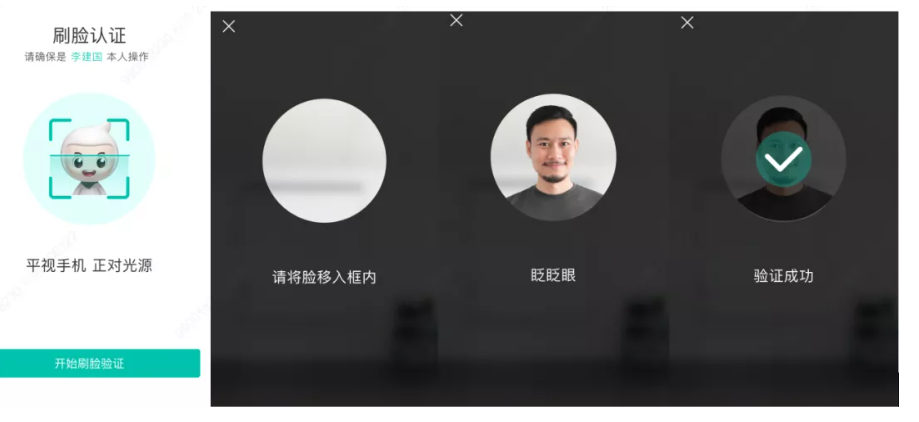 刷脸认证
请确保是 李建国 本人操作
平视手机 正对光源
开始刷脸验证
请将脸移入框内
眨眨眼
验证成功